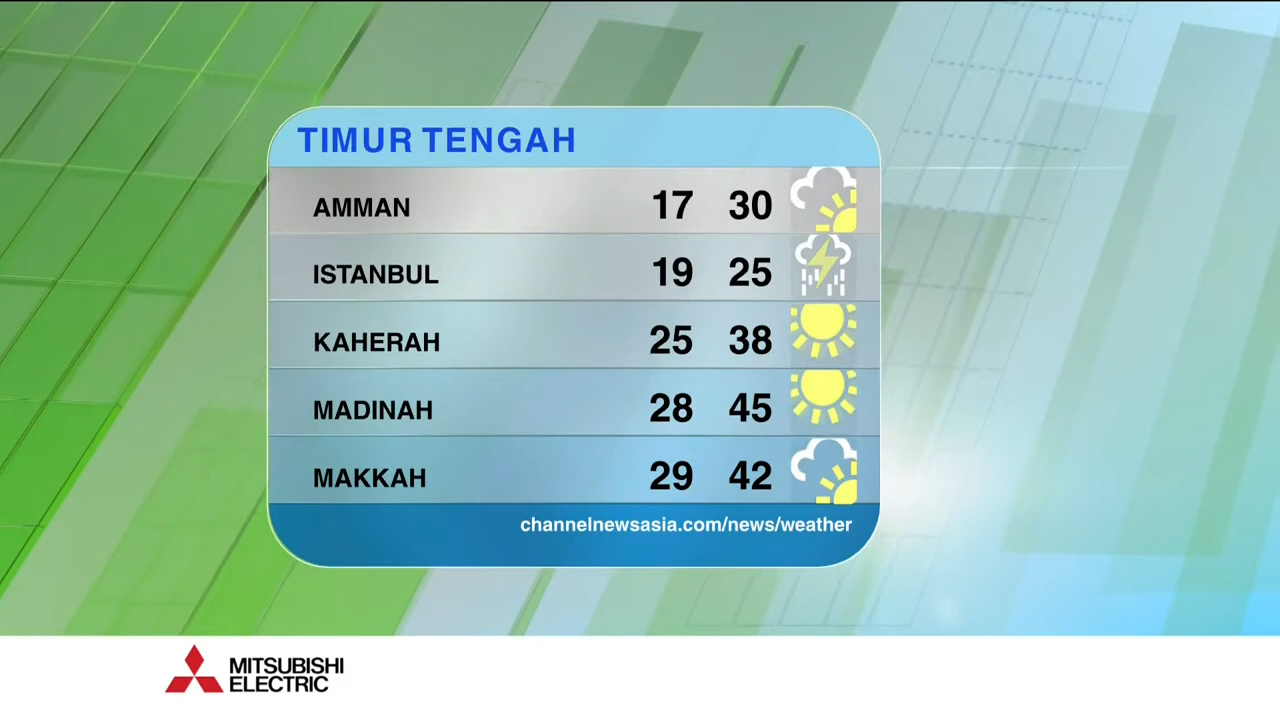 TIMUR TENGAH
AMMAN 17 30
ISTANBUL 19 25
KAHERAH 25 38
MADINAH 28 45
MAKKAH 29 42
channelnewsasia.com/news/weather
MITSUBISHI
ELECTRIC